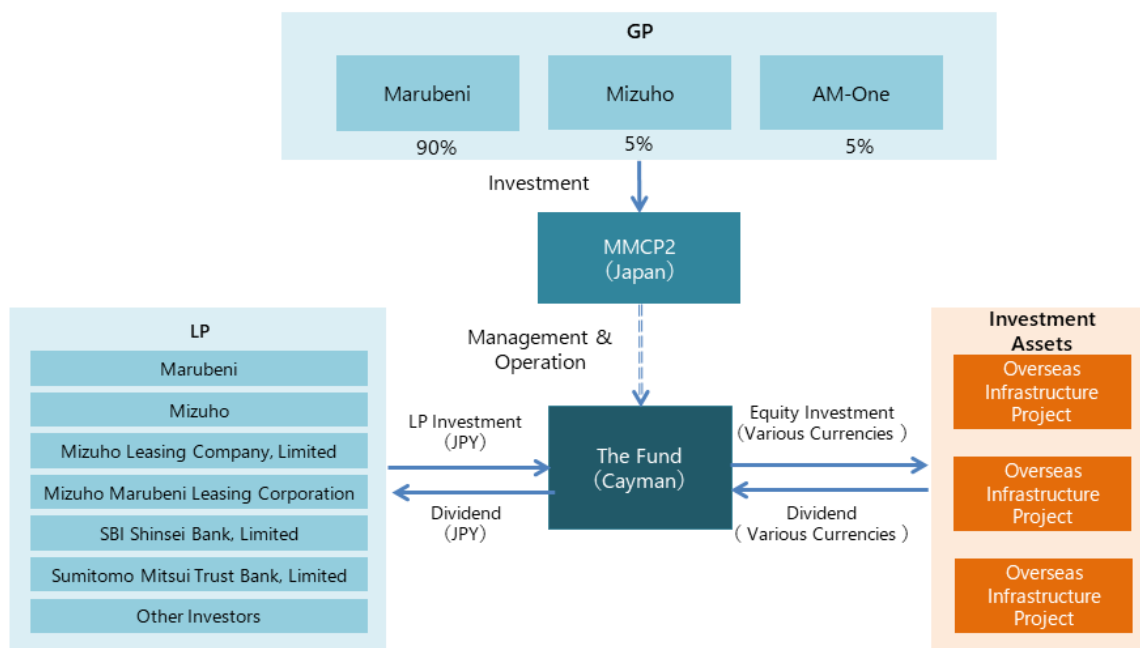 GP
Marubeni
Mizuho
AM-One
90%
5%
5%
Investment
MMCP2
（Japan）
Management &
Operation
LP
Marubeni
Mizuho
Mizuho Leasing Company, Limited
Mizuho Marubeni Leasing Corporation
SBI Shinsei Bank, Limited
Sumitomo Mitsui Trust Bank, Limited
Other Investors
LP Investment
（JPY）
Dividend
（JPY）
The Fund
（Cayman）
Equity Investment
（Various Currencies ）
Dividend
（ Various Currencies ）
Investment
Assets
Overseas
Infrastructure
Project
Overseas
Infrastructure
Project
Overseas
Infrastructure
Project